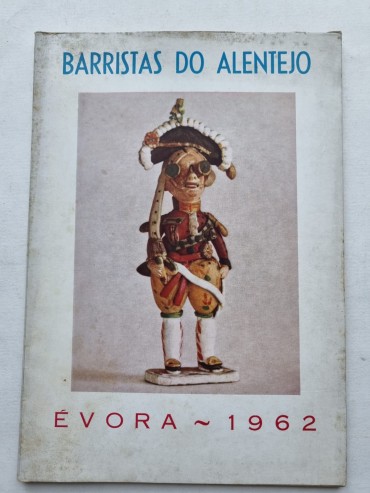 BARRISTAS DO ALENTEJO
ÉVORA ~ 1962